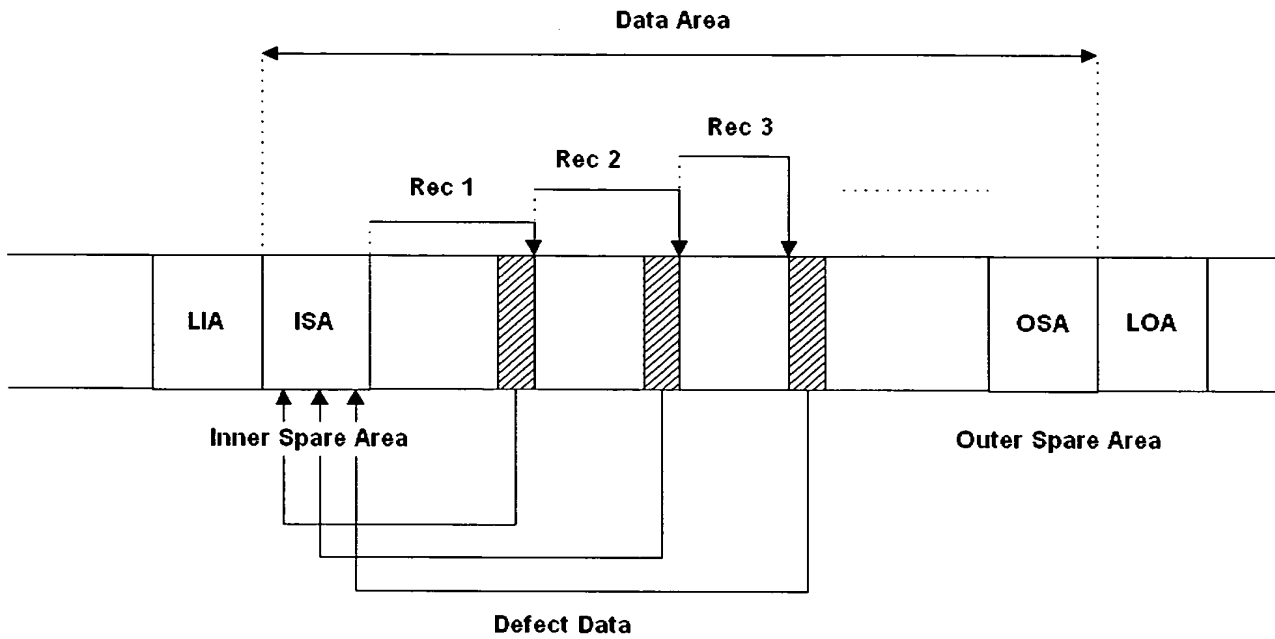 Data Area
Rec 3
Rec 2
Rec 1
LIA
ISA
OSA
LOA
Inner Spare Area
Outer Spare Area
Defect Data